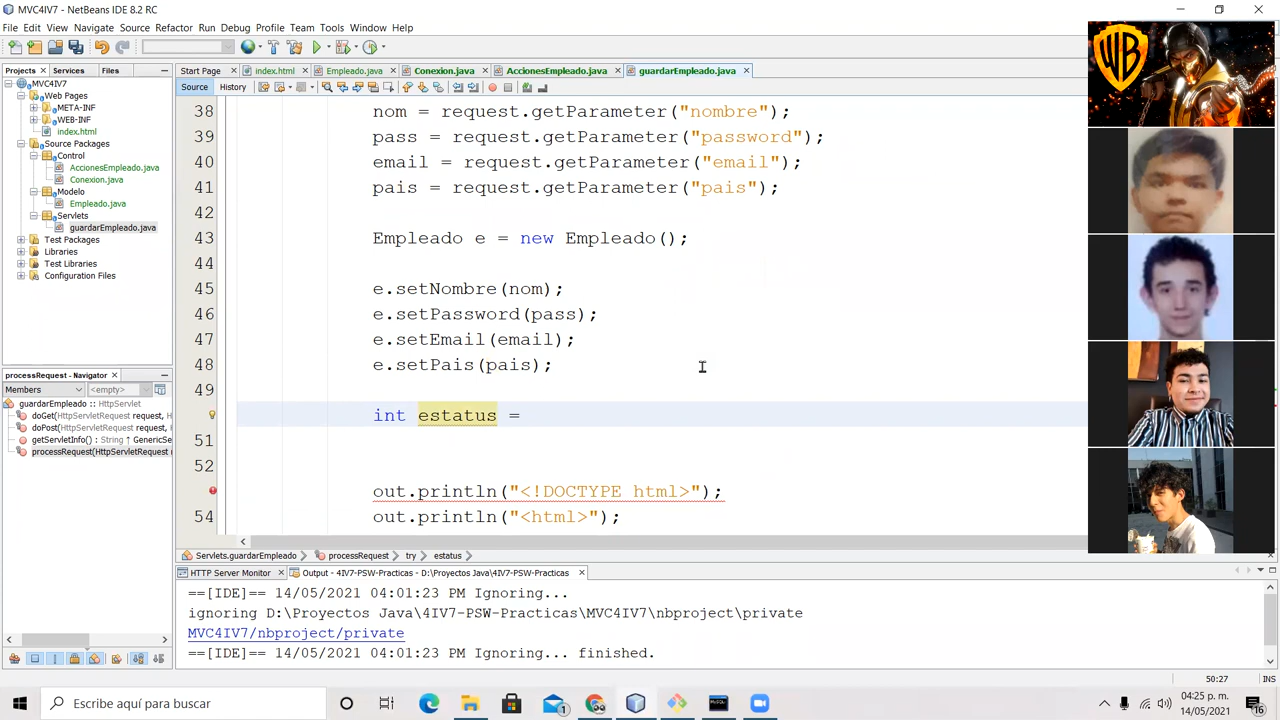 MVC4IV7 - NetBeans IDE 8.2 RC
File Edit View Navigate Source Refactor Run Debug Profile Team Tools Window Help
Projects Services Files
Start Page index.html Empleado.java Conexion.java AccionesEmpleado.java guardarEmpleado.java
Source History
MVC4IV7
Web Pages
META-INF
WEB-INF
index.html
Source Packages
Control
AccionesEmpleado.java
Conexion.java
Modelo
Empleado.java
Servlets
guardarEmpleado.java
Test Packages
Libraries
Test Libraries
Configuration Files
38 nom = request.getParameter("nombre");
39 pass = request.getParameter("password");
40 email = request.getParameter("email");
41 pais = request.getParameter("pais");
42
43 Empleado e = new Empleado();
44
45 e.setNombre(nom);
46 e.setPassword(pass);
47 e.setEmail(email);
48 e.setPais(pais);
49
int estatus =
51
52
out.println("<!DOCTYPE html>");
54 out.println("<html>");
processRequest - Navigator
Members <empty>
guardarEmpleado :: HttpServlet
doGet(HttpServletRequest request,
doPost(HttpServletRequest request,
getServletInfo() : String ↑ GenericSe
processRequest(HttpServletRequest
Servlets.guardarEmpleado processRequest try estatus
HTTP Server Monitor Output - 4IV7-PSW-Practicas - D:\Proyectos Java\4IV7-PSW-Practicas
==[IDE]== 14/05/2021 04:01:23 PM Ignoring...
ignoring D:\Proyectos Java\4IV7-PSW-Practicas\MVC4IV7\nbproject\private
MVC4IV7/nbproject/private
==[IDE]== 14/05/2021 04:01:23 PM Ignoring... finished.
50:27 INS
WB
Escribe aquí para buscar
1
04:25 p. m.
14/05/2021
16